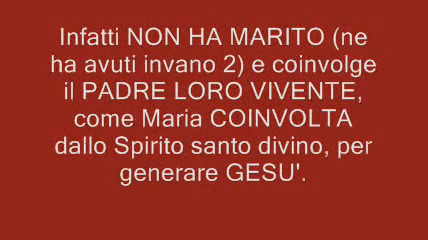 Infatti NON HA MARITO (ne
ha avuti invano 2) e coinvolge
il PADRE LORO VIVENTE,
come Maria COINVOLTA
dallo Spirito santo divino, per
generare GESU'.